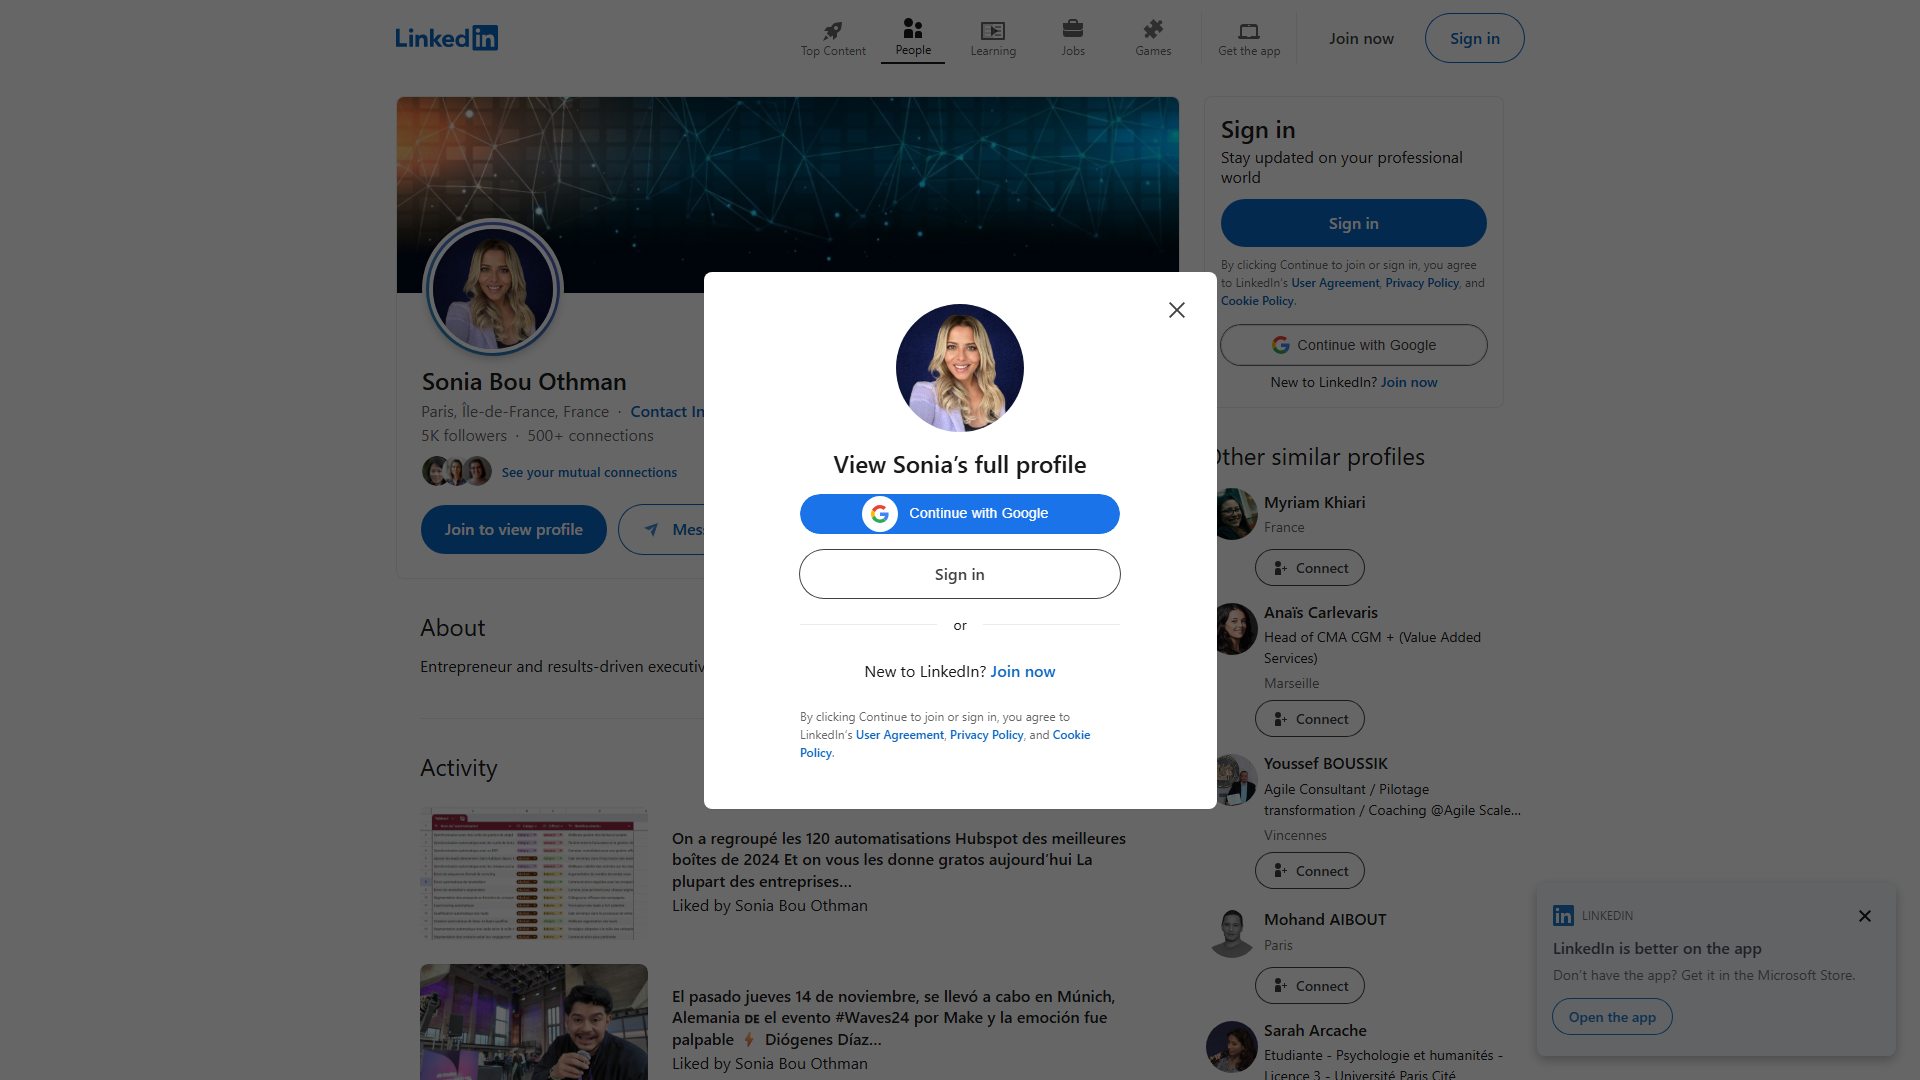 Linked in
Top Content
People
Learning
Jobs
Games
Get the app
Join now
Sign in
Sonia Bou Othman
Paris, Île-de-France, France · Contact In
5K followers · 500+ connections
See your mutual connections
Join to view profile
Mess
About
Entrepreneur and results-driven executiv
Activity
On a regroupé les 120 automatisations Hubspot des meilleures
boîtes de 2024 Et on vous les donne gratos aujourd’hui La
plupart des entreprises…
Liked by Sonia Bou Othman
El pasado jueves 14 de noviembre, se llevó a cabo en Múnich,
Alemania DE el evento #Waves24 por Make y la emoción fue
palpable ⚡ Diógenes Díaz…
Liked by Sonia Bou Othman
View Sonia’s full profile
Continue with Google
Sign in
or
New to LinkedIn? Join now
By clicking Continue to join or sign in, you agree to
LinkedIn’s User Agreement, Privacy Policy, and Cookie
Policy.
Sign in
Stay updated on your professional
world
Sign in
By clicking Continue to join or sign in, you agree
to LinkedIn’s User Agreement, Privacy Policy, and
Cookie Policy.
Continue with Google
New to LinkedIn? Join now
Other similar profiles
Myriam Khiari
France
Connect
Anaïs Carlevaris
Head of CMA CGM + (Value Added
Services)
Marseille
Connect
Youssef BOUSSIK
Agile Consultant / Pilotage
transformation / Coaching @Agile Scale...
Vincennes
Connect
Mohand AIBOUT
Paris
Connect
Sarah Arcache
Etudiante - Psychologie et humanités -
Licence 3 - Université Paris Cité
LINKEDIN
LinkedIn is better on the app
Don’t have the app? Get it in the Microsoft Store.
Open the app